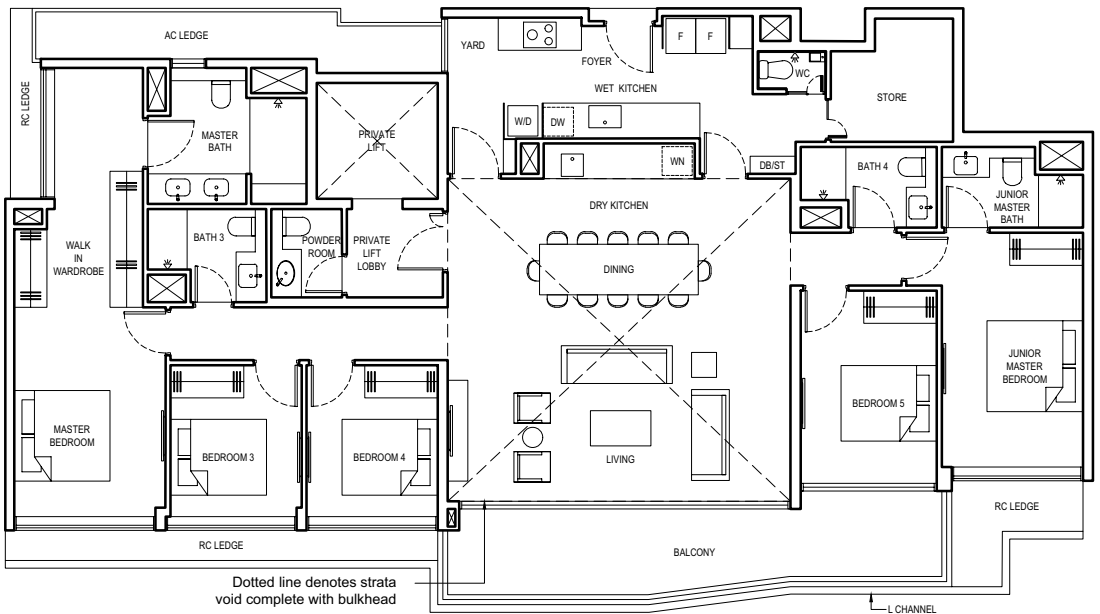 AC LEDGE
YARD
FOYER
F
F
WC
RC LEDGE
WET KITCHEN
STORE
MASTER
BATH
PRIVATE
LIFT
W/D
DW
WN
DB/ST
BATH 4
JUNIOR
MASTER
BATH
DRY KITCHEN
WALK
IN
WARDROBE
BATH 3
POWDER
ROOM
PRIVATE
LIFT
LOBBY
DINING
JUNIOR
MASTER
BEDROOM
MASTER
BEDROOM
BEDROOM 3
BEDROOM 4
LIVING
BEDROOM 5
RC LEDGE
RC LEDGE
BALCONY
Dotted line denotes strata
void complete with bulkhead
L CHANNEL